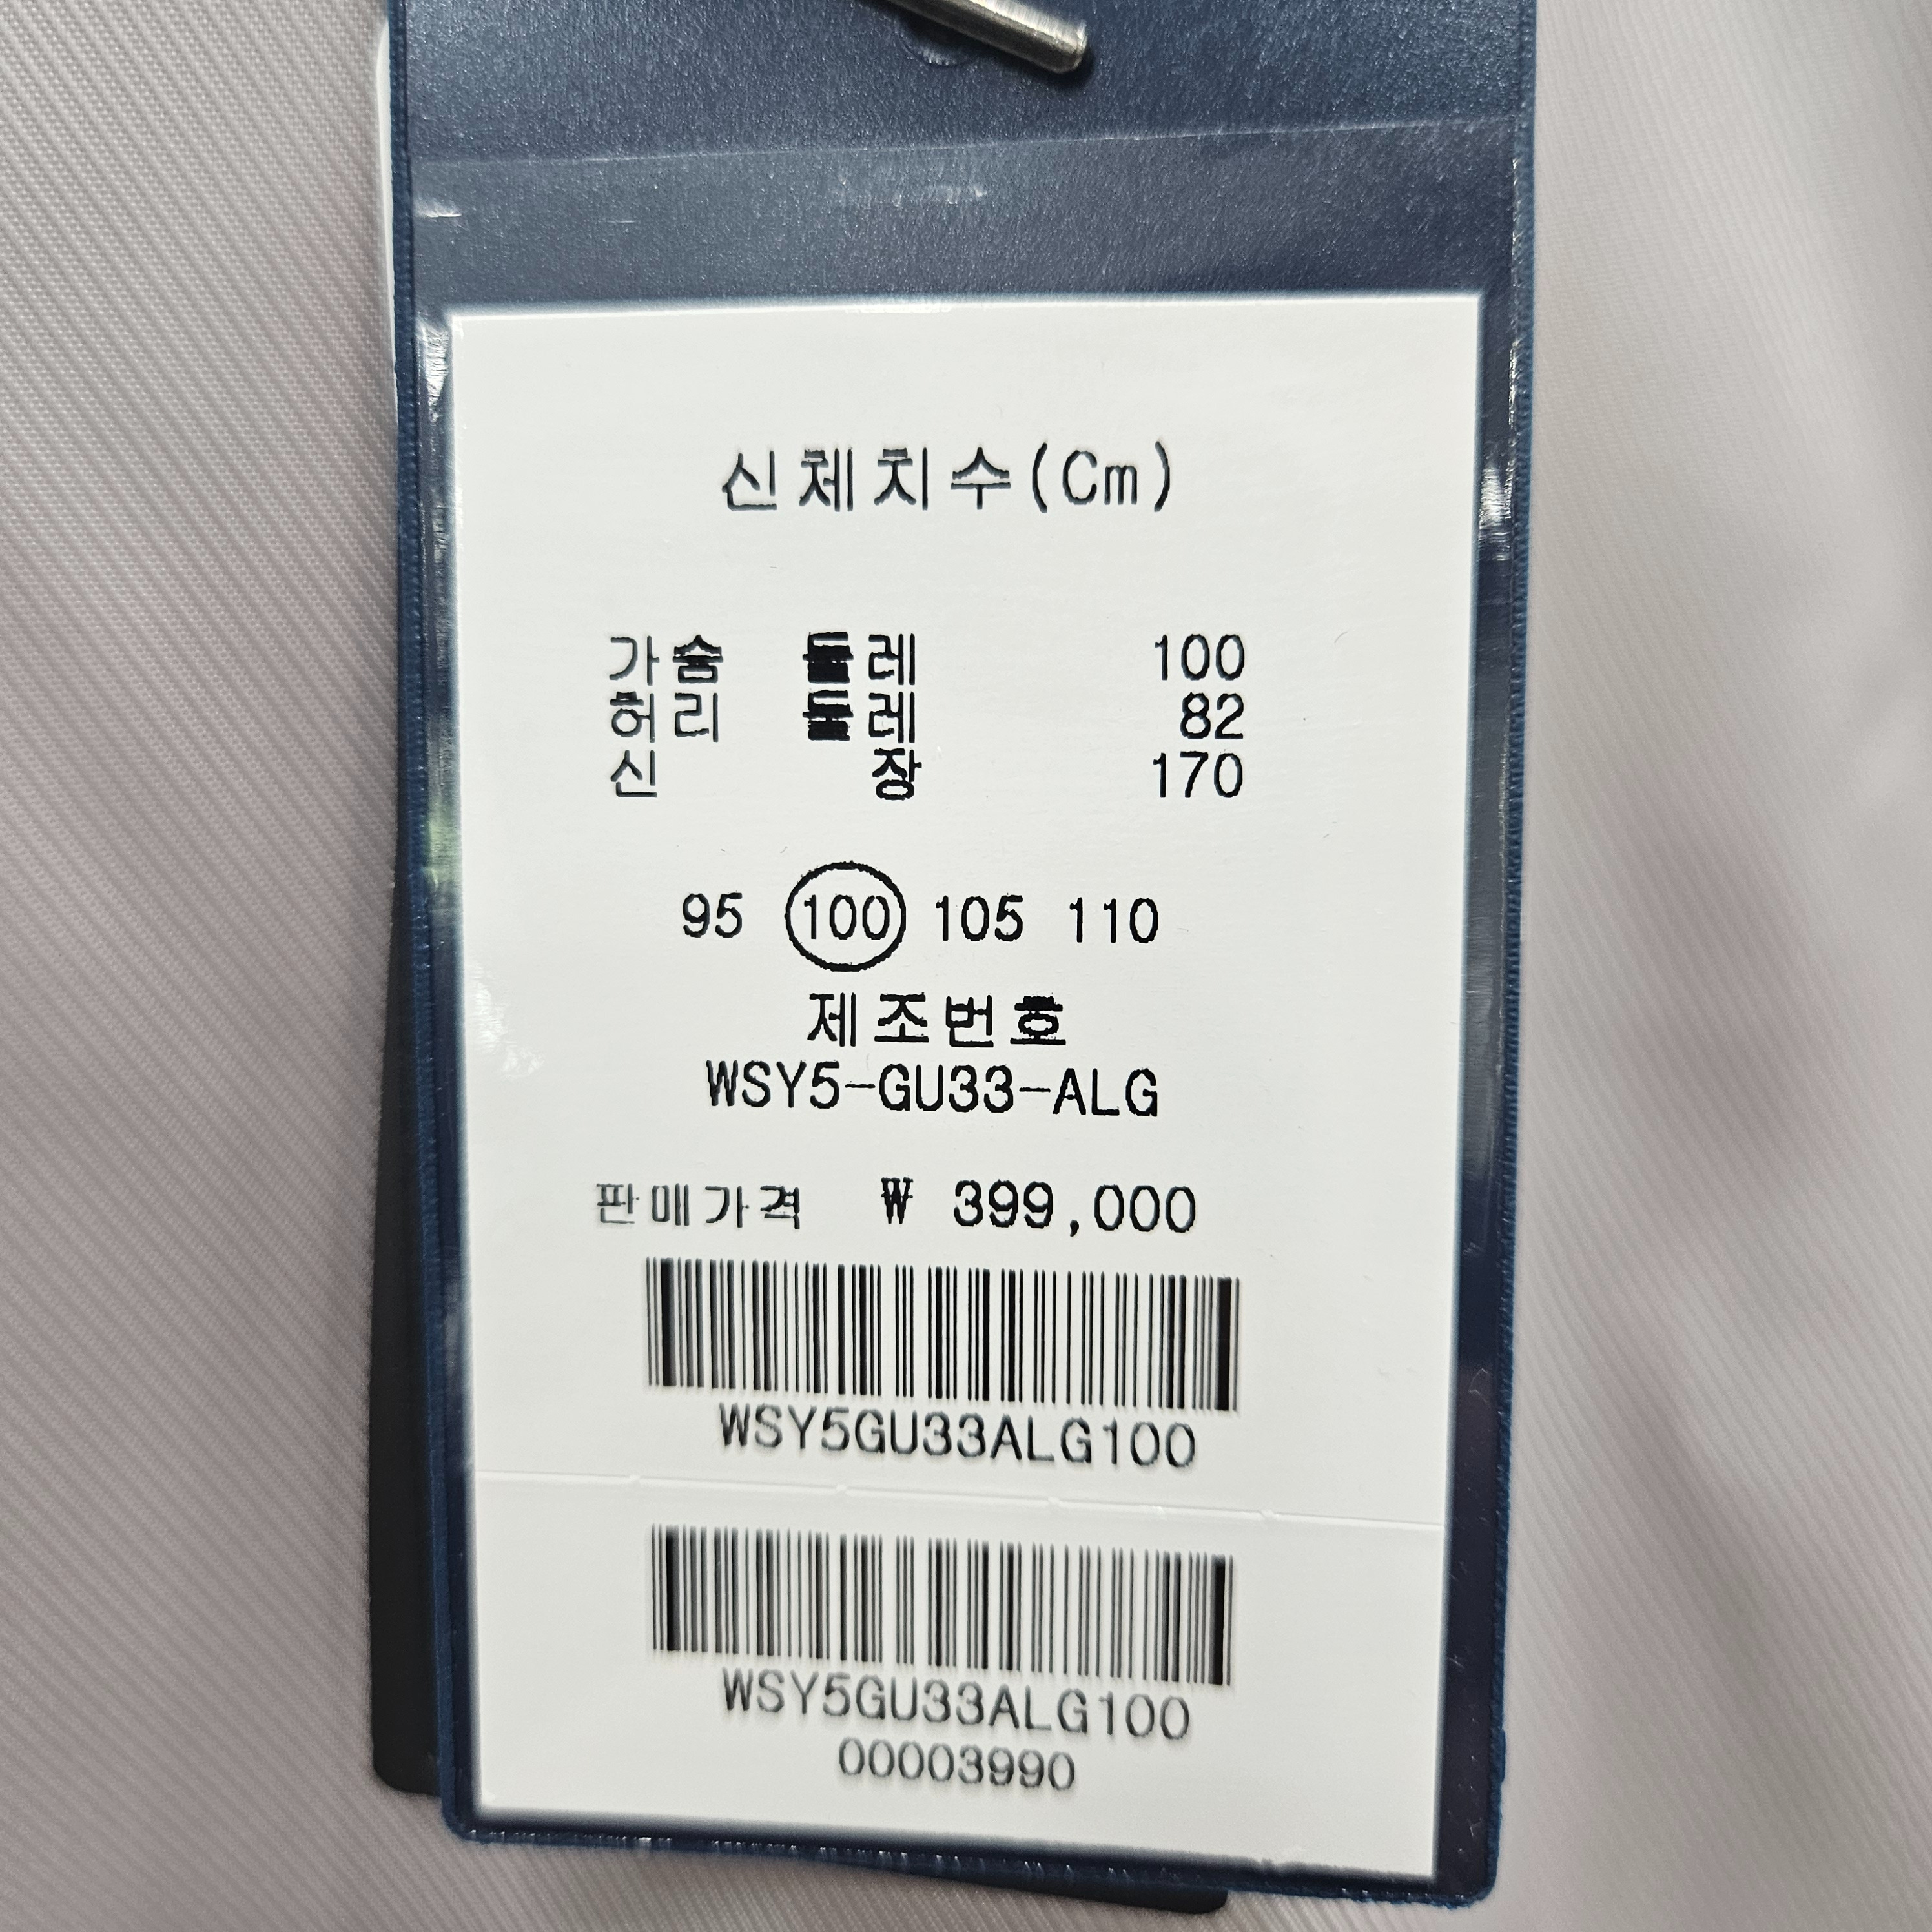 신체치수(Cm)
가슴 둘레 100
허리 둘레 82
신 장 170
95 100 105 110
제조번호
WSY5-GU33-ALG
판매가격 ₩ 399,000
WSY5GU33ALG100
WSY5GU33ALG100
00003990